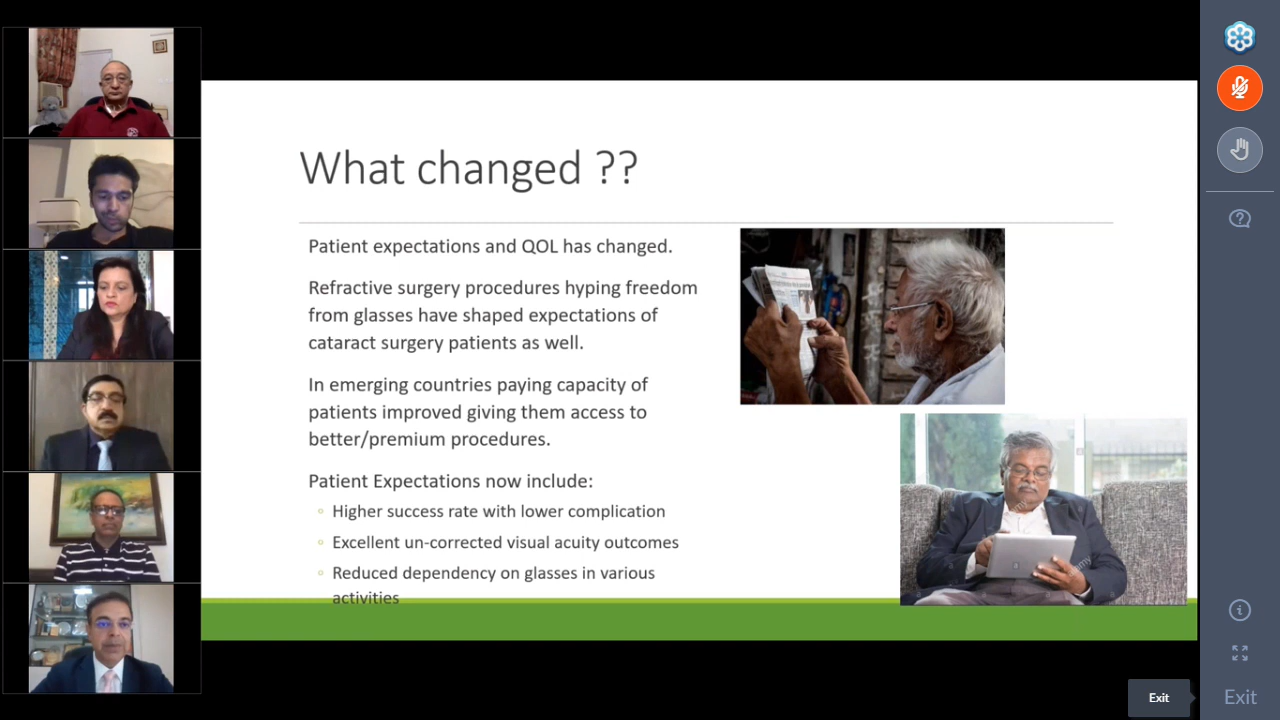 What changed ??
Patient expectations and QOL has changed.
Refractive surgery procedures hyping freedom
from glasses have shaped expectations of
cataract surgery patients as well.
In emerging countries paying capacity of
patients improved giving them access to
better/premium procedures.
Patient Expectations now include:
Higher success rate with lower complication
Excellent un-corrected visual acuity outcomes
Reduced dependency on glasses in various
activities
Exit
Exit